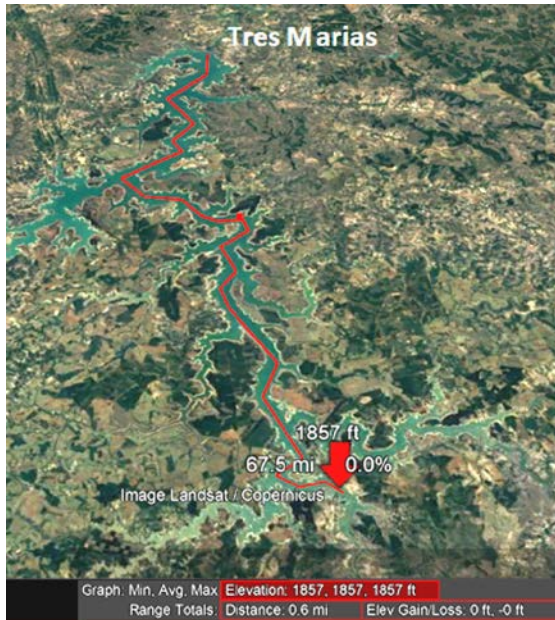 Tres Marias
1857 ft
67.5 mi 0.0%
Image Landsat / Copernicus
Graph: Min, Avg, Max Elevation: 1857, 1857, 1857 ft
Range Totals: Distance: 0.6 mi Elev Gain/Loss: 0 ft, -0 ft